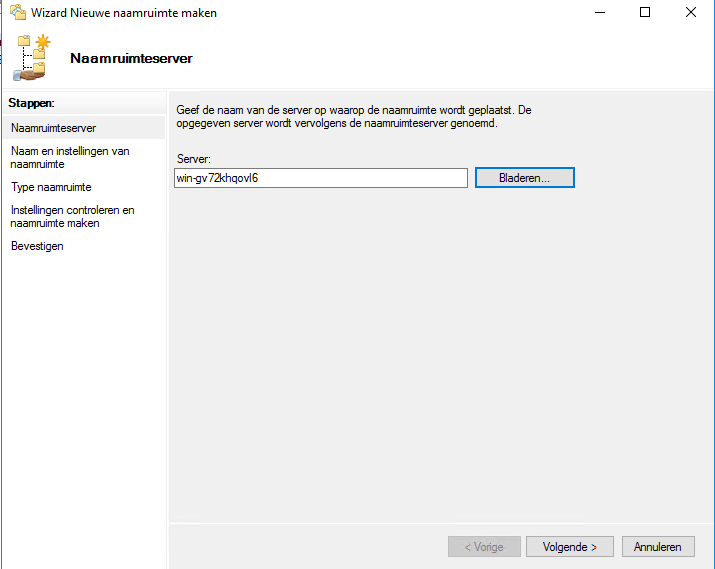 Wizard Nieuwe naamruimte maken
Naamruimteserver
Stappen:
Naamruimteserver
Naam en instellingen van
naamruimte
Type naamruimte
Instellingen controleren en
naamruimte maken
Bevestigen
Geef de naam van de server op waarop de naamruimte wordt geplaatst. De
opgegeven server wordt vervolgens de naamruimteserver genoemd.
Server:
win-gv72khqovl6
Bladeren...
< Vorige
Volgende >
Annuleren